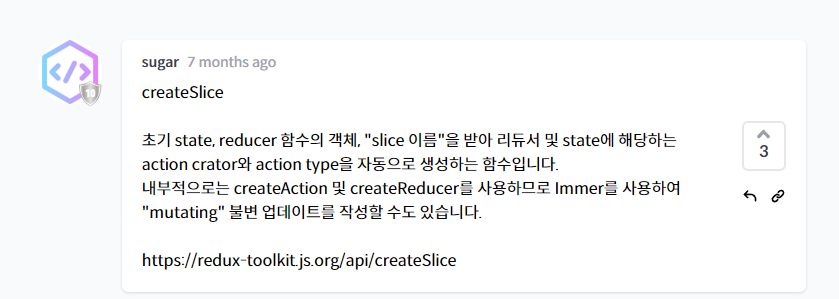 sugar 7 months ago
createSlice
초기 state, reducer 함수의 객체, "slice 이름"을 받아 리듀서 및 state에 해당하는
action crator와 action type을 자동으로 생성하는 함수입니다.
내부적으로는 createAction 및 createReducer를 사용하므로 Immer를 사용하여
"mutating" 불변 업데이트를 작성할 수도 있습니다.
https://redux-toolkit.js.org/api/createSlice
</>
10
3